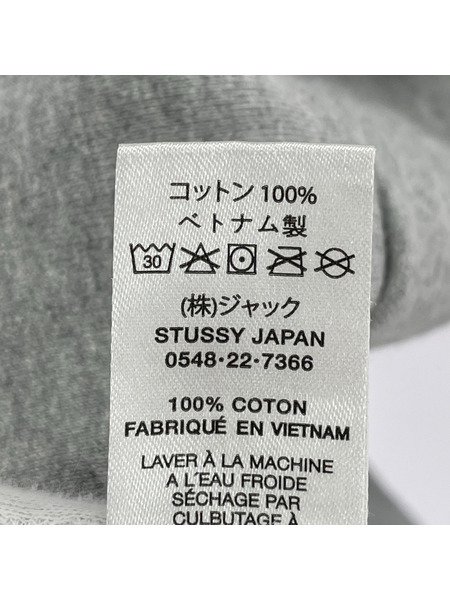 コットン 100%
ベトナム製
30
(株)ジャック
STUSSY JAPAN
0548·22·7366
100% COTON
FABRIQUÉ EN VIETNAM
LAVER À LA MACHINE
A L'EAU FROIDE
SÉCHAGE PAR
CULBUTAGE À